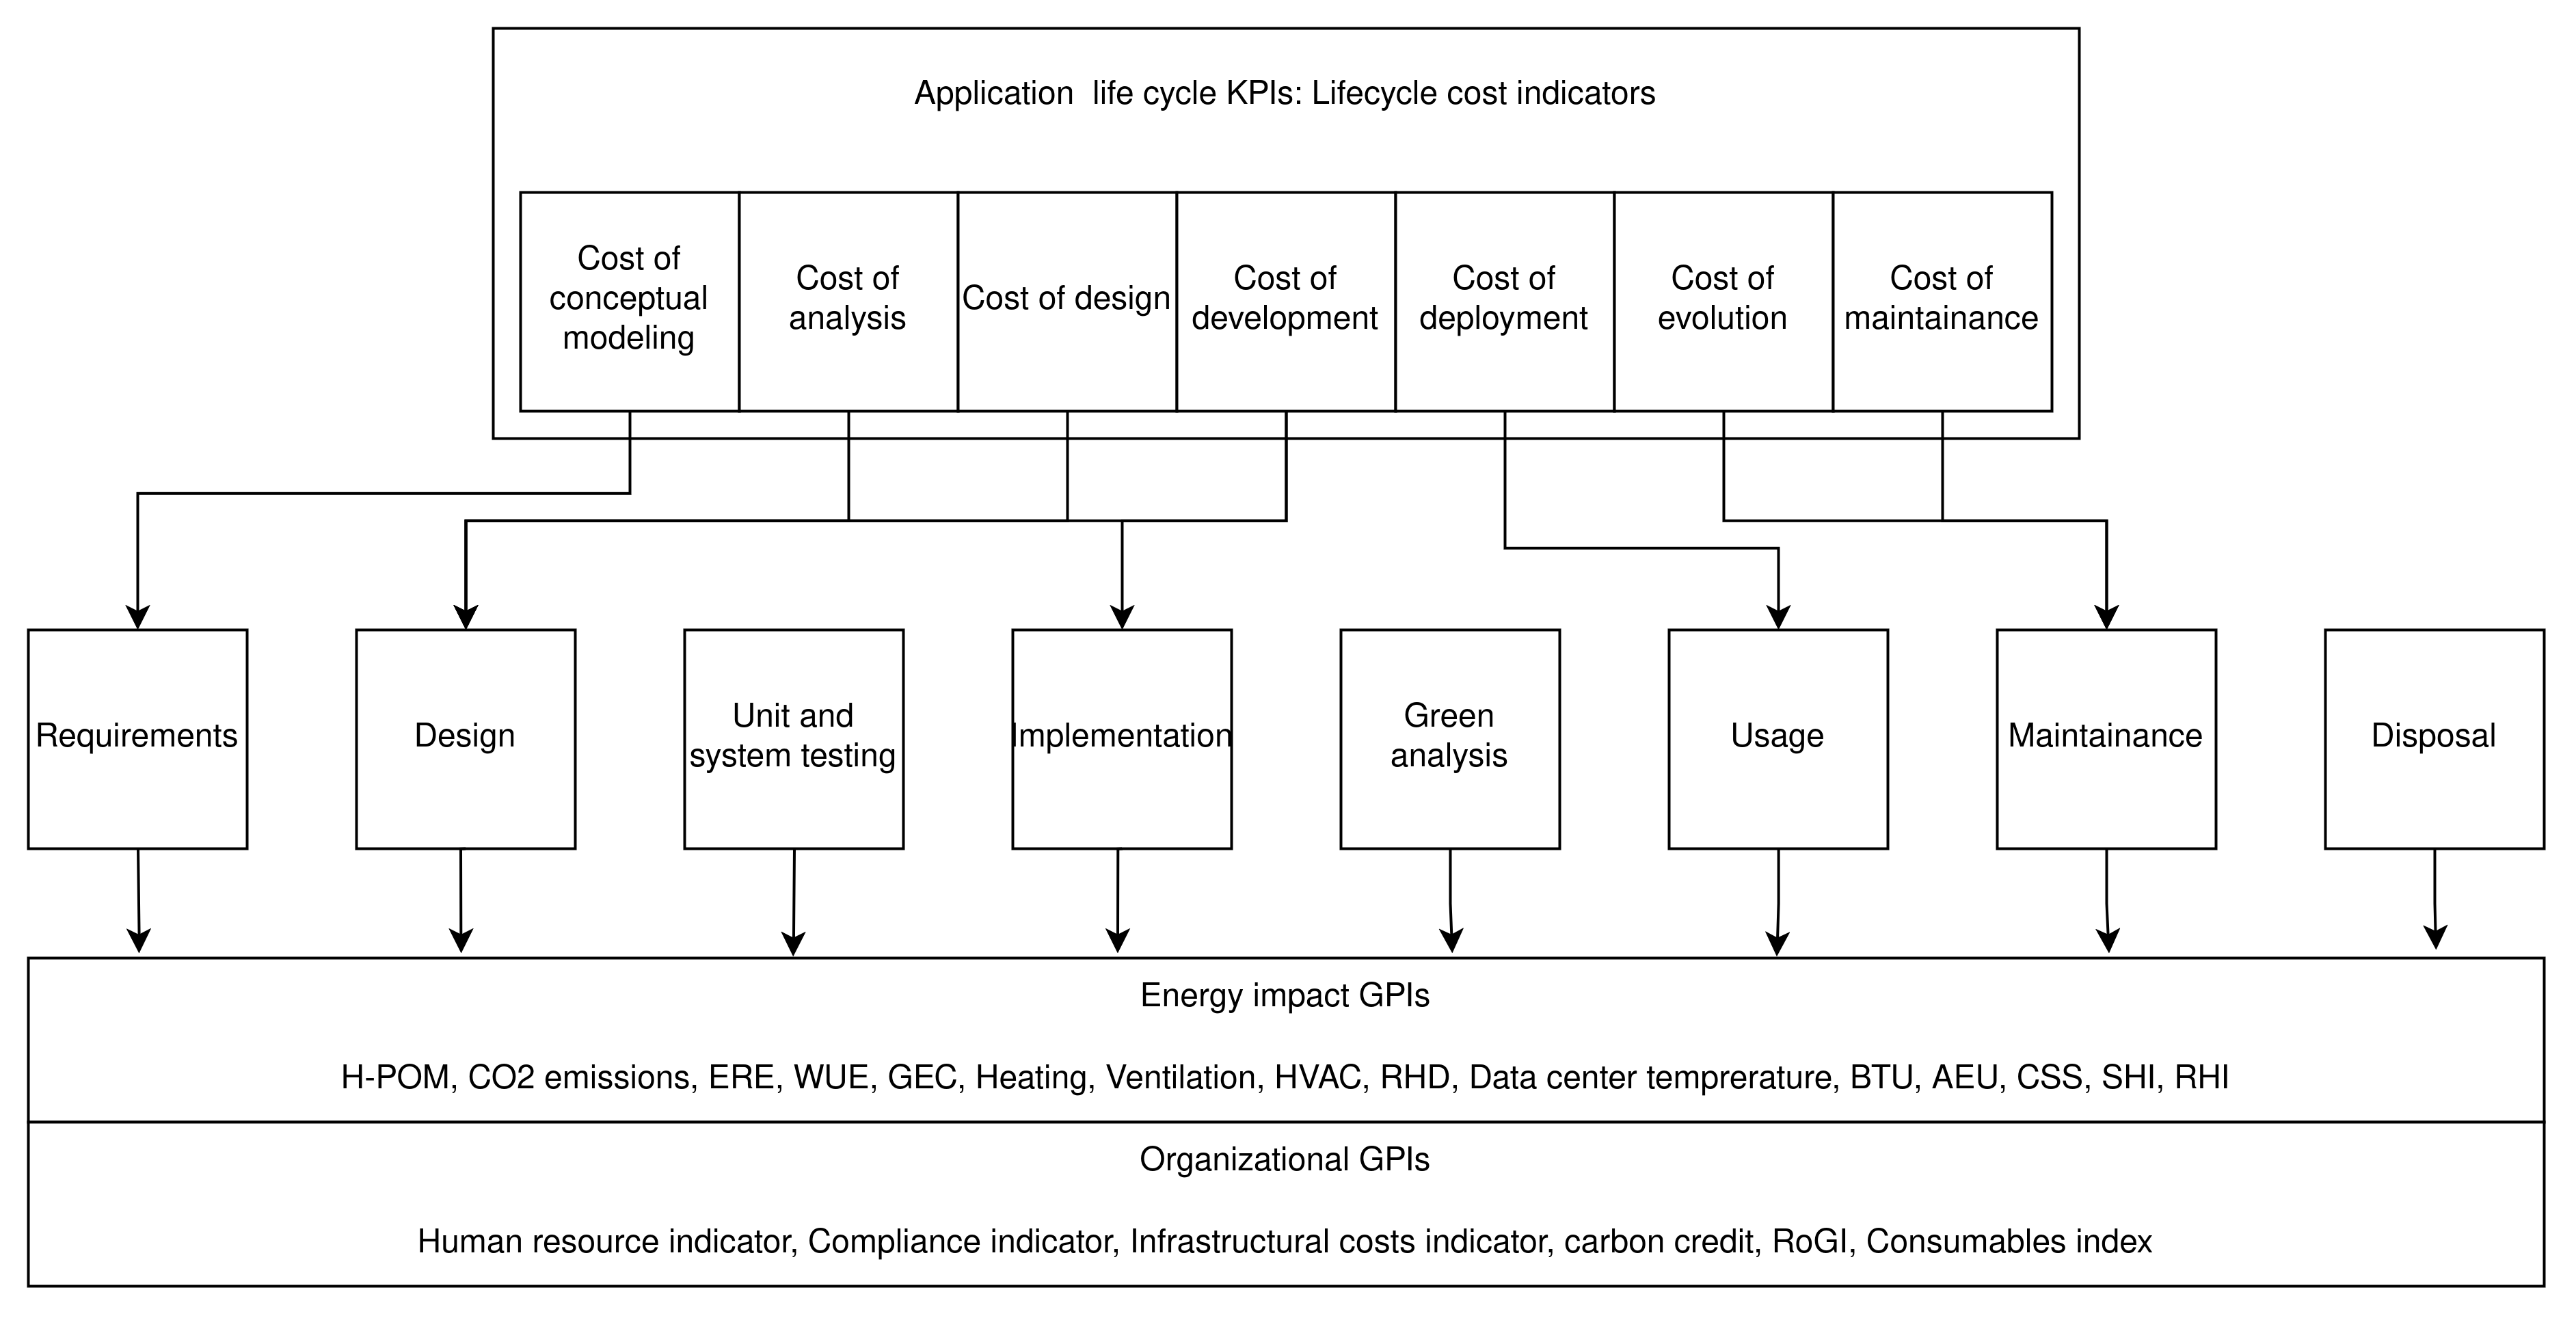 Application  life cycle KPIs: Lifecycle cost indicators
Cost of
conceptual
modeling
Cost of
analysis
Cost of design
Cost of
development
Cost of
deployment
Cost of
evolution
Cost of
maintainance
Requirements
Design
Unit and
system testing
Implementation
Green
analysis
Usage
Maintainance
Disposal
Energy impact GPIs
H-POM, CO2 emissions, ERE, WUE, GEC, Heating, Ventilation, HVAC, RHD, Data center temprerature, BTU, AEU, CSS, SHI, RHI
Organizational GPIs
Human resource indicator, Compliance indicator, Infrastructural costs indicator, carbon credit, RoGI, Consumables index